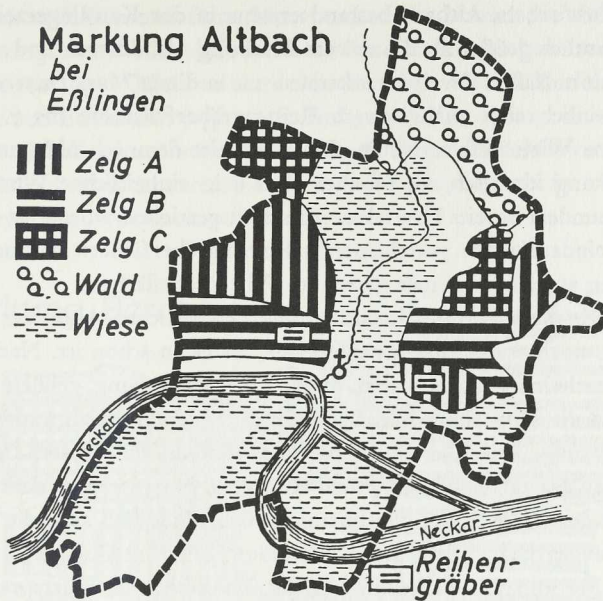 Markung Altbach
bei
Eßlingen
Zelg A
Zelg B
Zelg C
Wald
Wiese
Neckar
Neckar
Reihen-
gräber